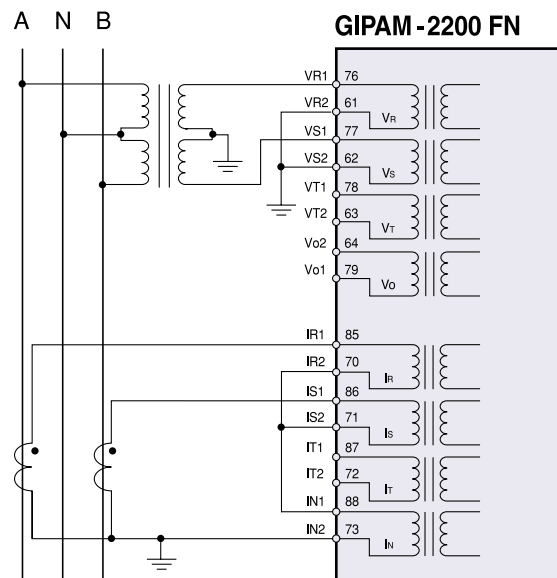 A N B
GIPAM-2200 FN
VR1 76
VR2 61
VR
VS1 77
VS2 62
VS
VT1 78
VT2 63
VT
Vo2 64
Vo1 79
Vo
IR1 85
IR2 70
IR
IS1 86
IS2 71
IS
IT1 87
IT2 72
IT
IN1 88
IN2 73
IN